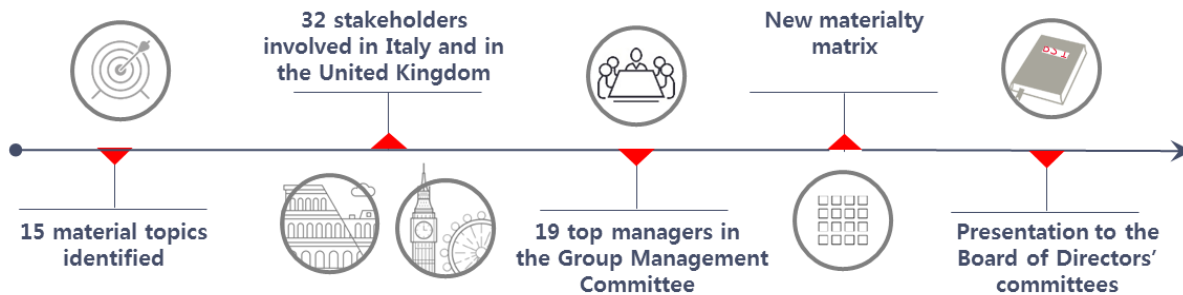 32 stakeholders
involved in Italy and in
the United Kingdom
New materialty
matrix
15 material topics
identified
19 top managers in
the Group Management
Committee
Presentation to the
Board of Directors’
committees